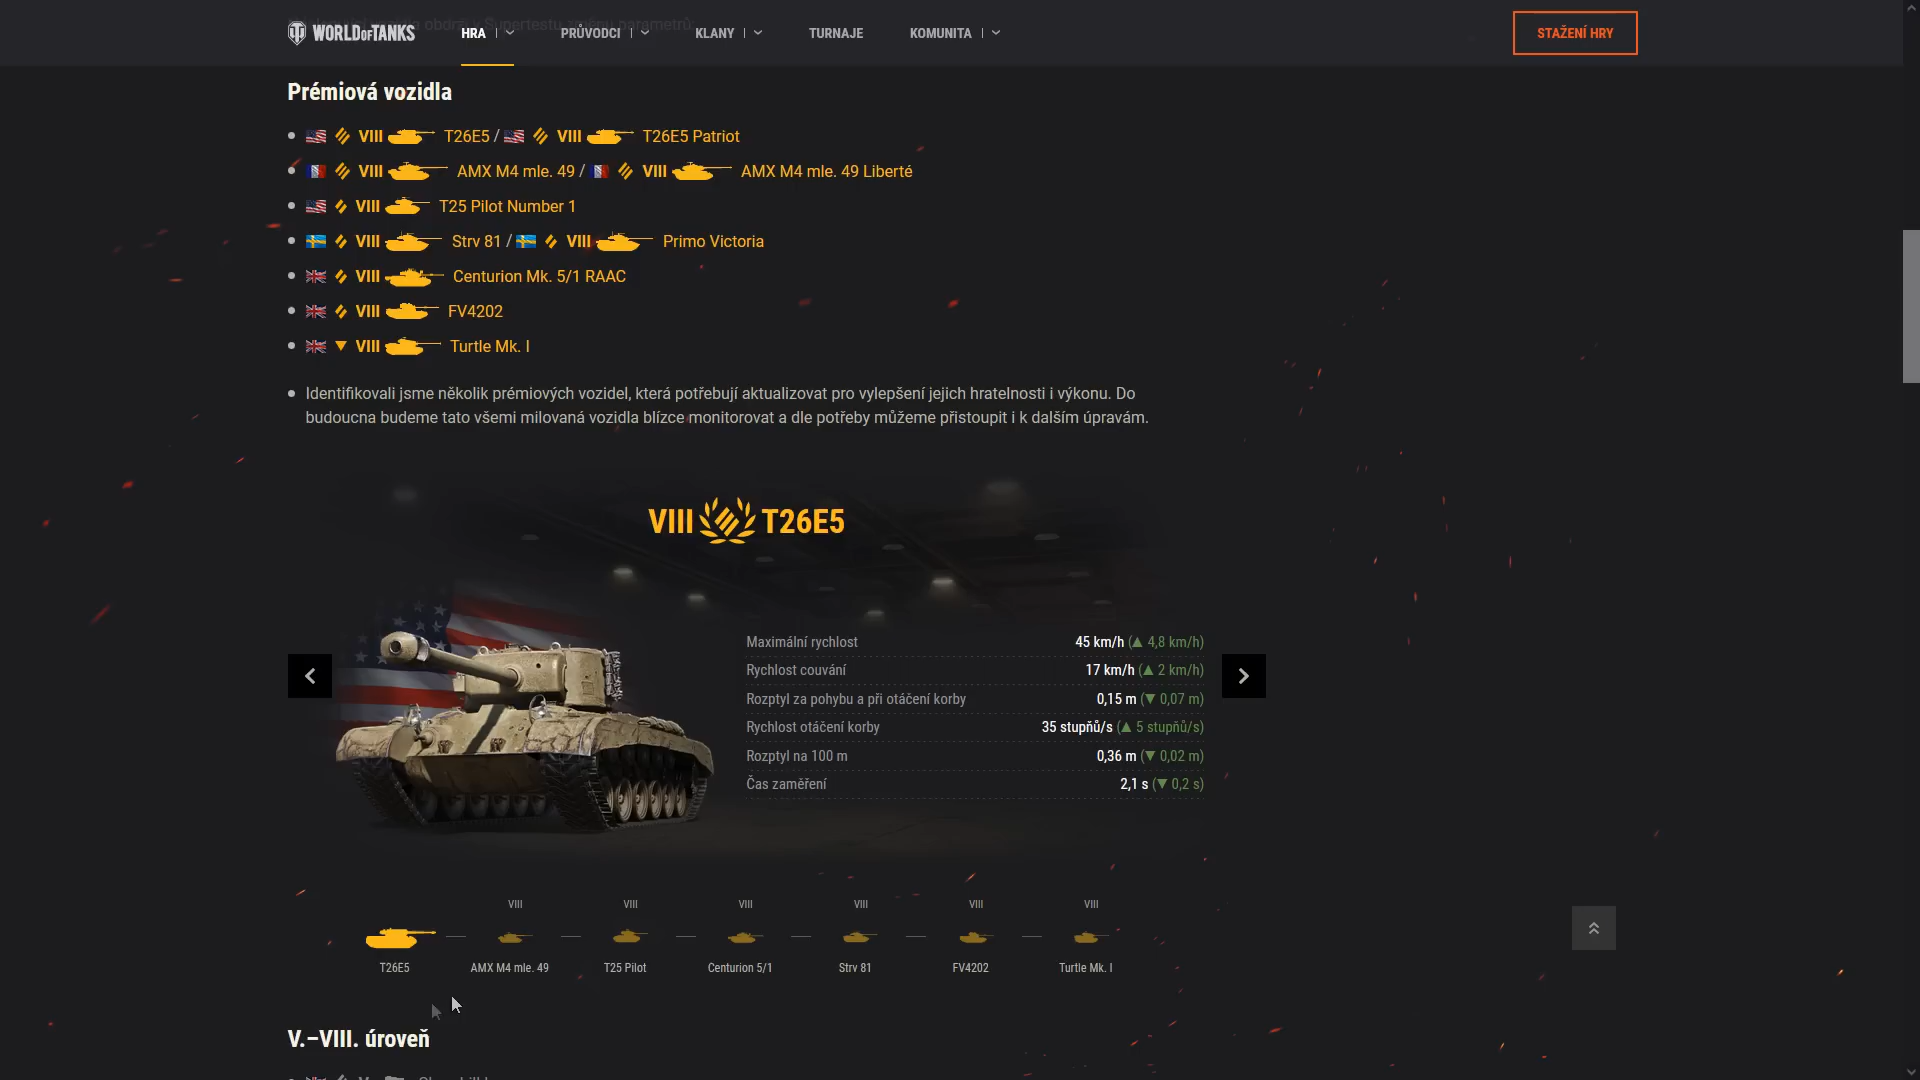 WORLD OF TANKS
HRA
PRŮVODCI
KLANY
TURNAJE
KOMUNITA
STAŽENÍ HRY
Prémiová vozidla
VIII T26E5 / VIII T26E5 Patriot
VIII AMX M4 mle. 49 / VIII AMX M4 mle. 49 Liberté
VIII T25 Pilot Number 1
VIII Strv 81 / VIII Primo Victoria
VIII Centurion Mk. 5/1 RAAC
VIII FV4202
VIII Turtle Mk. I
Identifikovali jsme několik prémiových vozidel, která potřebují aktualizovat pro vylepšení jejich hratelnosti i výkonu. Do
budoucna budeme tato všemi milovaná vozidla blízce monitorovat a dle potřeby můžeme přistoupit i k dalším úpravám.
VIII T26E5
Maximální rychlost 45 km/h (▲ 4,8 km/h)
Rychlost couvání 17 km/h (▲ 2 km/h)
Rozptyl za pohybu a při otáčení korby 0,15 m (▼ 0,07 m)
Rychlost otáčení korby 35 stupňů/s (▲ 5 stupňů/s)
Rozptyl na 100 m 0,36 m (▼ 0,02 m)
Čas zaměření 2,1 s (▼ 0,2 s)
VIII VIII VIII VIII VIII VIII
T26E5 AMX M4 mle. 49 T25 Pilot Centurion 5/1 Strv 81 FV4202 Turtle Mk. I
V.–VIII. úroveň